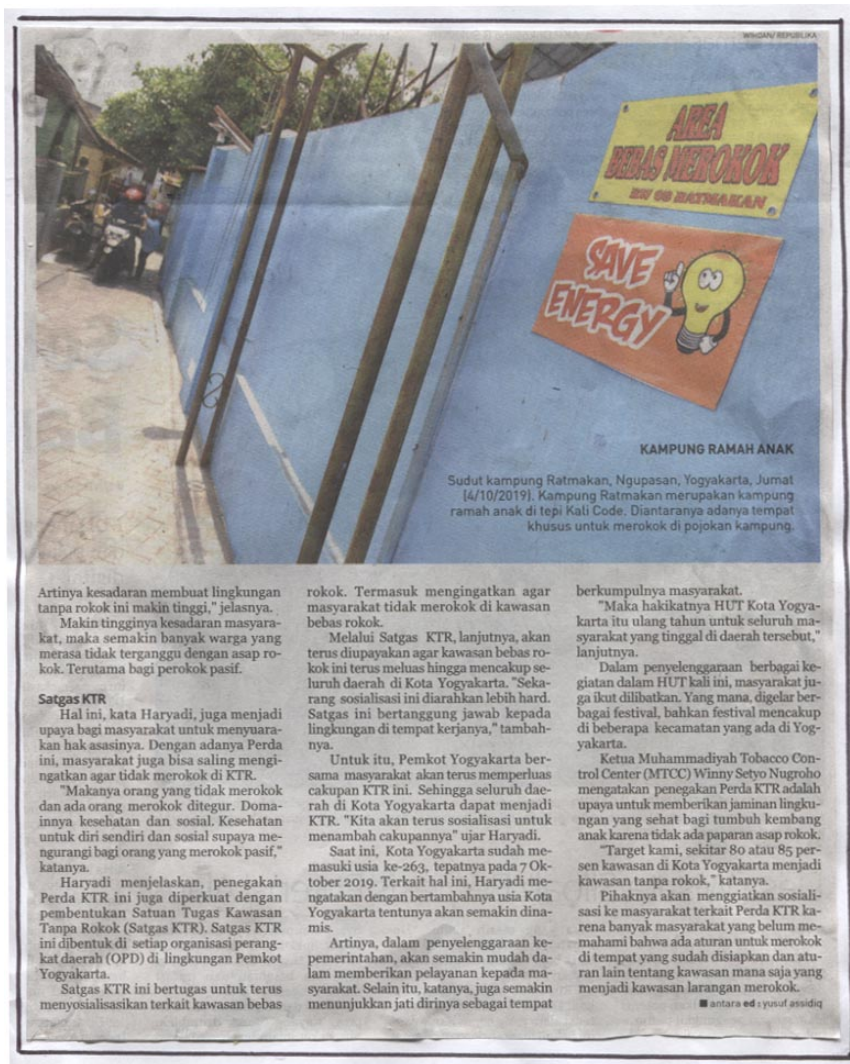 WIHDAN/ REPUBLIKA
AREA
BEBAS MEROKOK
RW 08 RATMAKAN
SAVE
ENERGY
KAMPUNG RAMAH ANAK
Sudut kampung Ratmakan, Ngupasan, Yogyakarta, Jumat
(4/10/2019). Kampung Ratmakan merupakan kampung
ramah anak di tepi Kali Code. Diantaranya adanya tempat
khusus untuk merokok di pojokan kampung.
Artinya kesadaran membuat lingkungan
tanpa rokok ini makin tinggi," jelasnya.
Makin tingginya kesadaran masyara-
kat, maka semakin banyak warga yang
merasa tidak terganggu dengan asap ro-
kok. Terutama bagi perokok pasif.
Satgas KTR
Hal ini, kata Haryadi, juga menjadi
upaya bagi masyarakat untuk menyuara-
kan hak asasinya. Dengan adanya Perda
ini, masyarakat juga bisa saling mengi-
ngatkan agar tidak merokok di KTR.
"Makanya orang yang tidak merokok
dan ada orang merokok ditegur. Doma-
innya kesehatan dan sosial. Kesehatan
untuk diri sendiri dan sosial supaya me-
ngurangi bagi orang yang merokok pasif,"
katanya.
Haryadi menjelaskan, penegakan
Perda KTR ini juga diperkuat dengan
pembentukan Satuan Tugas Kawasan
Tanpa Rokok (Satgas KTR). Satgas KTR
ini dibentuk di setiap organisasi perang-
kat daerah (OPD) di lingkungan Pemkot
Yogyakarta.
Satgas KTR ini bertugas untuk terus
menyosialisasikan terkait kawasan bebas
rokok. Termasuk mengingatkan agar
masyarakat tidak merokok di kawasan
bebas rokok.
Melalui Satgas KTR, lanjutnya, akan
terus diupayakan agar kawasan bebas ro-
kok ini terus meluas hingga mencakup se-
luruh daerah di Kota Yogyakarta. "Seka-
rang sosialisasi ini diarahkan lebih hard.
Satgas ini bertanggung jawab kepada
lingkungan di tempat kerjanya," tambah-
nya.
Untuk itu, Pemkot Yogyakarta ber-
sama masyarakat akan terus memperluas
cakupan KTR ini. Sehingga seluruh dae-
rah di Kota Yogyakarta dapat menjadi
KTR. "Kita akan terus sosialisasi untuk
menambah cakupannya" ujar Haryadi.
Saat ini, Kota Yogyakarta sudah me-
masuki usia ke-263, tepatnya pada 7 Ok-
tober 2019. Terkait hal ini, Haryadi me-
ngatakan dengan bertambahnya usia Kota
Yogyakarta tentunya akan semakin dina-
mis.
Artinya, dalam penyelenggaraan ke-
pemerintahan, akan semakin mudah da-
lam memberikan pelayanan kepada ma-
syarakat. Selain itu, katanya, juga semakin
menunjukkan jati dirinya sebagai tempat
berkumpulnya masyarakat.
"Maka hakikatnya HUT Kota Yogya-
karta itu ulang tahun untuk seluruh ma-
syarakat yang tinggal di daerah tersebut,"
lanjutnya.
Dalam penyelenggaraan berbagai ke-
giatan dalam HUT kali ini, masyarakat ju-
ga ikut dilibatkan. Yang mana, digelar ber-
bagai festival, bahkan festival mencakup
di beberapa kecamatan yang ada di Yog-
yakarta.
Ketua Muhammadiyah Tobacco Con-
trol Center (MTCC) Winny Setyo Nugroho
mengatakan penegakan Perda KTR adalah
upaya untuk memberikan jaminan lingku-
ngan yang sehat bagi tumbuh kembang
anak karena tidak ada paparan asap rokok.
"Target kami, sekitar 80 atau 85 per-
sen kawasan di Kota Yogyakarta menjadi
kawasan tanpa rokok," katanya.
Pihaknya akan menggiatkan sosiali-
sasi ke masyarakat terkait Perda KTR ka-
rena banyak masyarakat yang belum me-
mahami bahwa ada aturan untuk merokok
di tempat yang sudah disiapkan dan atu-
ran lain tentang kawasan mana saja yang
menjadi kawasan larangan merokok.
■ antara ed : yusuf assidiq